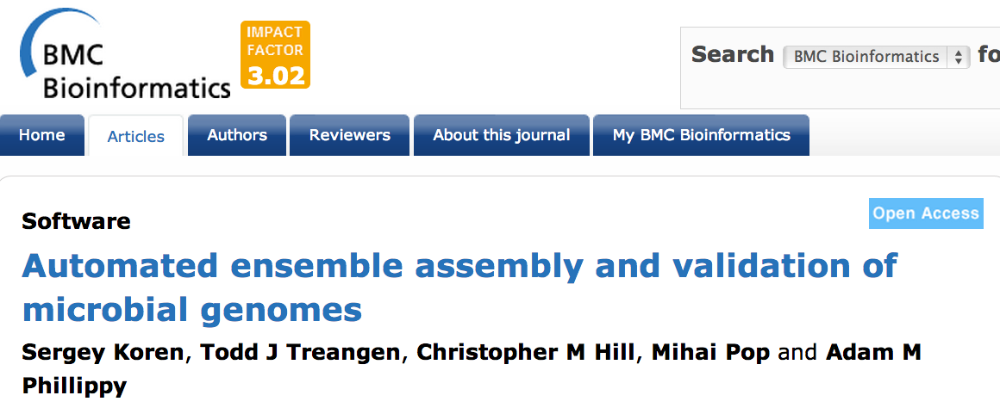 BMC
Bioinformatics
IMPACT
FACTOR
3.02
Search BMC Bioinformatics fo
Home Articles Authors Reviewers About this journal My BMC Bioinformatics
Software
Open Access
Automated ensemble assembly and validation of
microbial genomes
Sergey Koren, Todd J Treangen, Christopher M Hill, Mihai Pop and Adam M
Phillippy